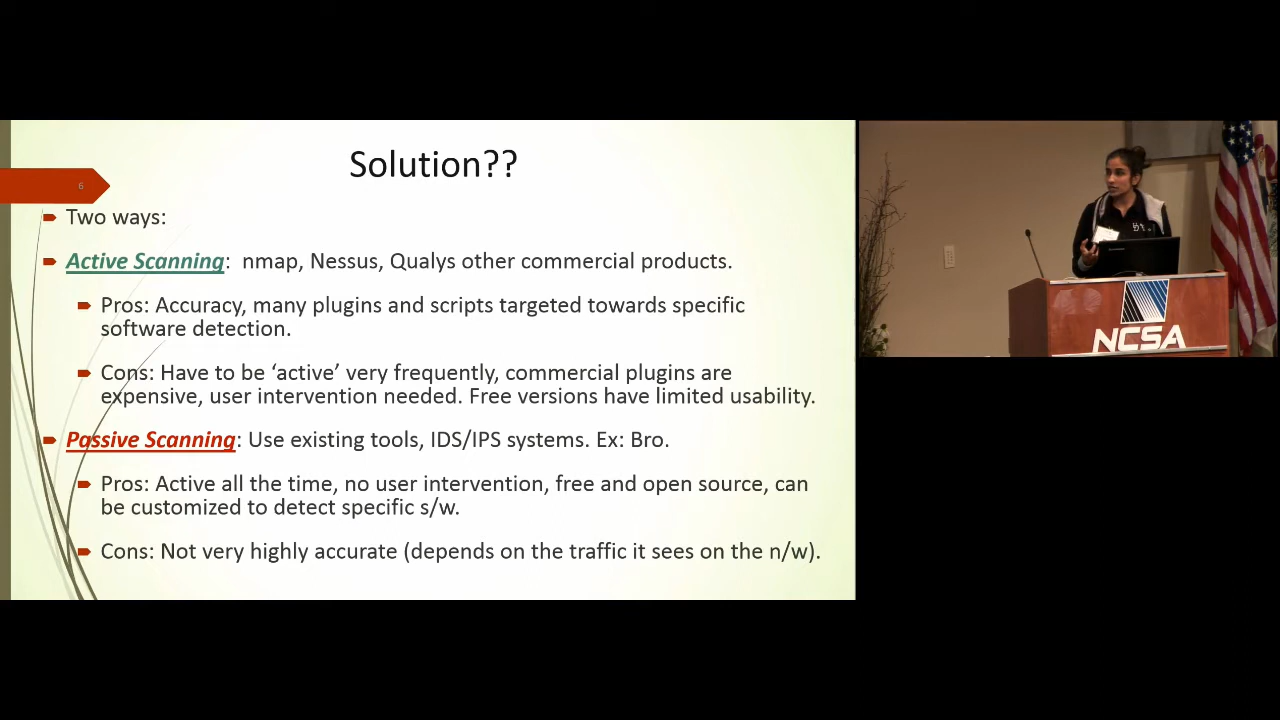 Solution??
6
Two ways:
Active Scanning: nmap, Nessus, Qualys other commercial products.
Pros: Accuracy, many plugins and scripts targeted towards specific
software detection.
Cons: Have to be ‘active’ very frequently, commercial plugins are
expensive, user intervention needed. Free versions have limited usability.
Passive Scanning: Use existing tools, IDS/IPS systems. Ex: Bro.
Pros: Active all the time, no user intervention, free and open source, can
be customized to detect specific s/w.
Cons: Not very highly accurate (depends on the traffic it sees on the n/w).
NCSA